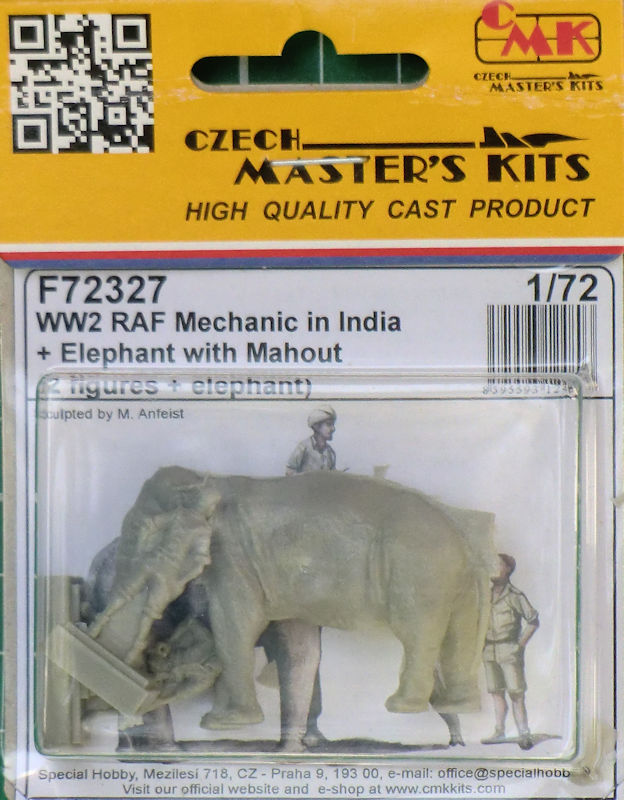 CMK
CZECH
MASTER'S KITS
CZECH
MASTER'S KITS
HIGH QUALITY CAST PRODUCT
F72327
1/72
WW2 RAF Mechanic in India
+ Elephant with Mahout
(2 figures + elephant)
sculpted by M. Anfeist
Special Hobby, Mezilesí 718, CZ - Praha 9, 193 00, e-mail: office@specialhobb
Visit our official website and e-shop at www.cmkkits.com